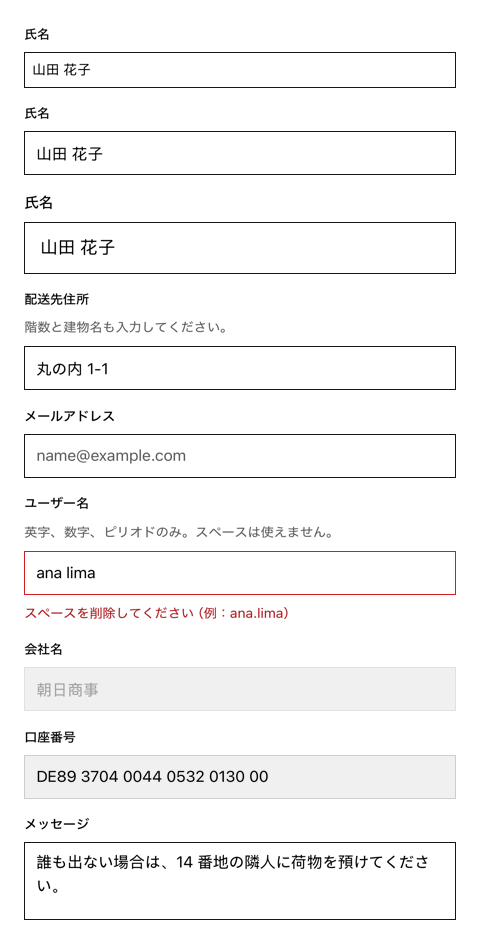 氏名
山田 花子
氏名
山田 花子
氏名
山田 花子
配送先住所
階数と建物名も入力してください。
丸の内 1-1
メールアドレス
name@example.com
ユーザー名
英字、数字、ピリオドのみ。スペースは使えません。
ana lima
スペースを削除してください（例：ana.lima）
会社名
朝日商事
口座番号
DE89 3704 0044 0532 0130 00
メッセージ
誰も出ない場合は、14 番地の隣人に荷物を預けてくださ
い。